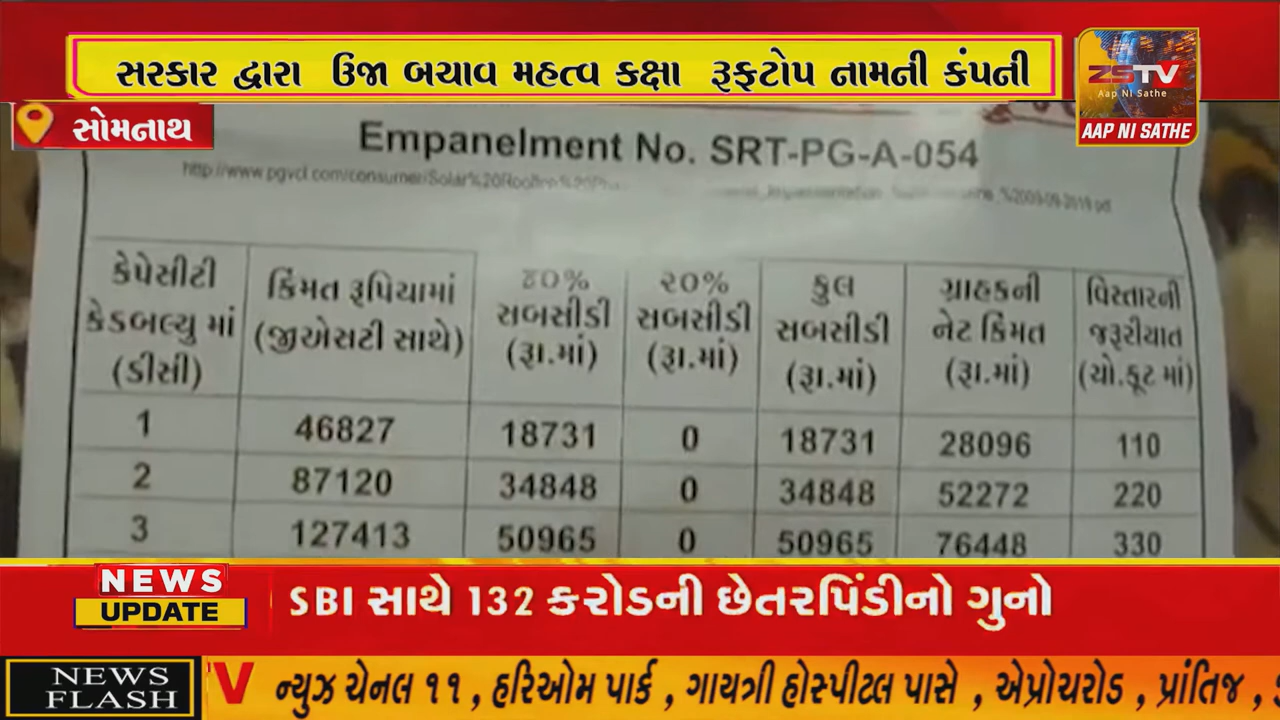 સરકાર દ્વારા ઉજા બચાવ મહત્વ કક્ષા રૂફટોપ નામની કંપની
ZSTV
Aap Ni Sathe
AAP NI SATHE
સોમનાથ
Empanelment No. SRT-PG-A-054
કેપેસીટી કેડબલ્યુ માં (ડીસી) કિંમત રૂપિયામાં (જીએસટી સાથે) ૪૦% સબસીડી (રૂા.માં) ૨૦% સબસીડી (રૂા.માં) કુલ સબસીડી (રૂા.માં) ગ્રાહકની નેટ કિંમત (રૂા.માં) વિસ્તારની જરૂરીયાત (ચો.ફૂટ માં)
1 46827 18731 0 18731 28096 110
2 87120 34848 0 34848 52272 220
3 127413 50965 0 50965 76448 330
NEWS
UPDATE
SBI સાથે 132 કરોડની છેતરપિંડીનો ગુનો
NEWS
FLASH
V ન્યુઝ ચેનલ ૧૧ , હરિઓમ પાર્ક , ગાયત્રી હોસ્પીટલ પાસે , એપ્રોચરોડ , પ્રાંતિજ ,